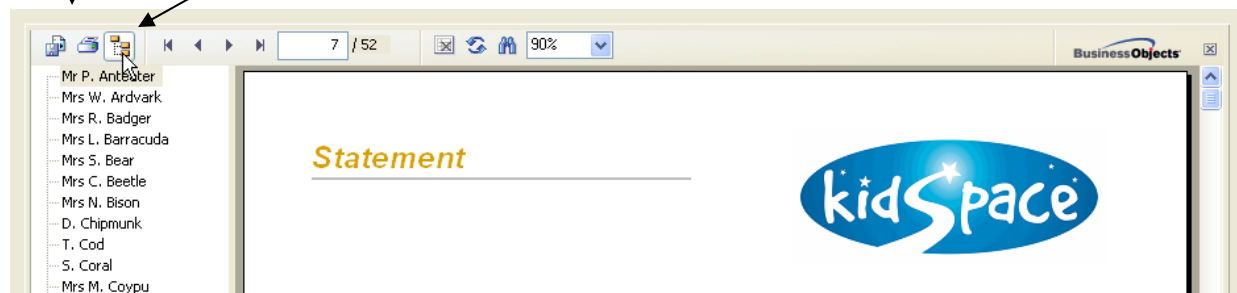 7 / 52
90%
BusinessObjects
Mr P. Anteater
Mrs W. Ardvark
Mrs R. Badger
Mrs L. Barracuda
Mrs S. Bear
Mrs C. Beetle
Mrs N. Bison
D. Chipmunk
T. Cod
S. Coral
Mrs M. Coypu
Statement
kidSpace